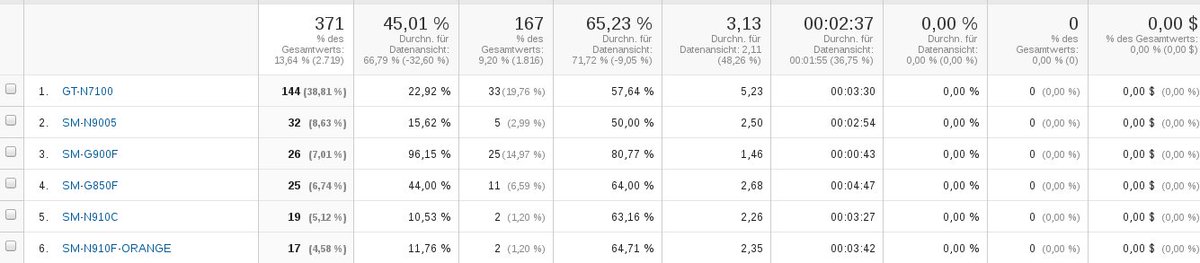 371 45,01 % 167 65,23 % 3,13 00:02:37 0,00 % 0 0,00 $
% des Gesamtwerts: 13,64 % (2.719)
Durchn. für Datenansicht: 66,79 % (-32,60 %)
% des Gesamtwerts: 9,20 % (1.816)
Durchn. für Datenansicht: 71,72 % (-9,05 %)
Durchn. für Datenansicht: 2,11 (48,26 %)
Durchn. für Datenansicht: 00:01:55 (36,75 %)
Durchn. für Datenansicht: 0,00 % (0,00 %)
% des Gesamtwerts: 0,00 % (0)
% des Gesamtwerts: 0,00 % (0,00 $)
1. GT-N7100 144 (38,81 %) 22,92 % 33 (19,76 %) 57,64 % 5,23 00:03:30 0,00 % 0 (0,00 %) 0,00 $ (0,00 %)
2. SM-N9005 32 (8,63 %) 15,62 % 5 (2,99 %) 50,00 % 2,50 00:02:54 0,00 % 0 (0,00 %) 0,00 $ (0,00 %)
3. SM-G900F 26 (7,01 %) 96,15 % 25 (14,97 %) 80,77 % 1,46 00:00:43 0,00 % 0 (0,00 %) 0,00 $ (0,00 %)
4. SM-G850F 25 (6,74 %) 44,00 % 11 (6,59 %) 64,00 % 2,68 00:04:47 0,00 % 0 (0,00 %) 0,00 $ (0,00 %)
5. SM-N910C 19 (5,12 %) 10,53 % 2 (1,20 %) 63,16 % 2,26 00:03:27 0,00 % 0 (0,00 %) 0,00 $ (0,00 %)
6. SM-N910F-ORANGE 17 (4,58 %) 11,76 % 2 (1,20 %) 64,71 % 2,35 00:03:42 0,00 % 0 (0,00 %) 0,00 $ (0,00 %)